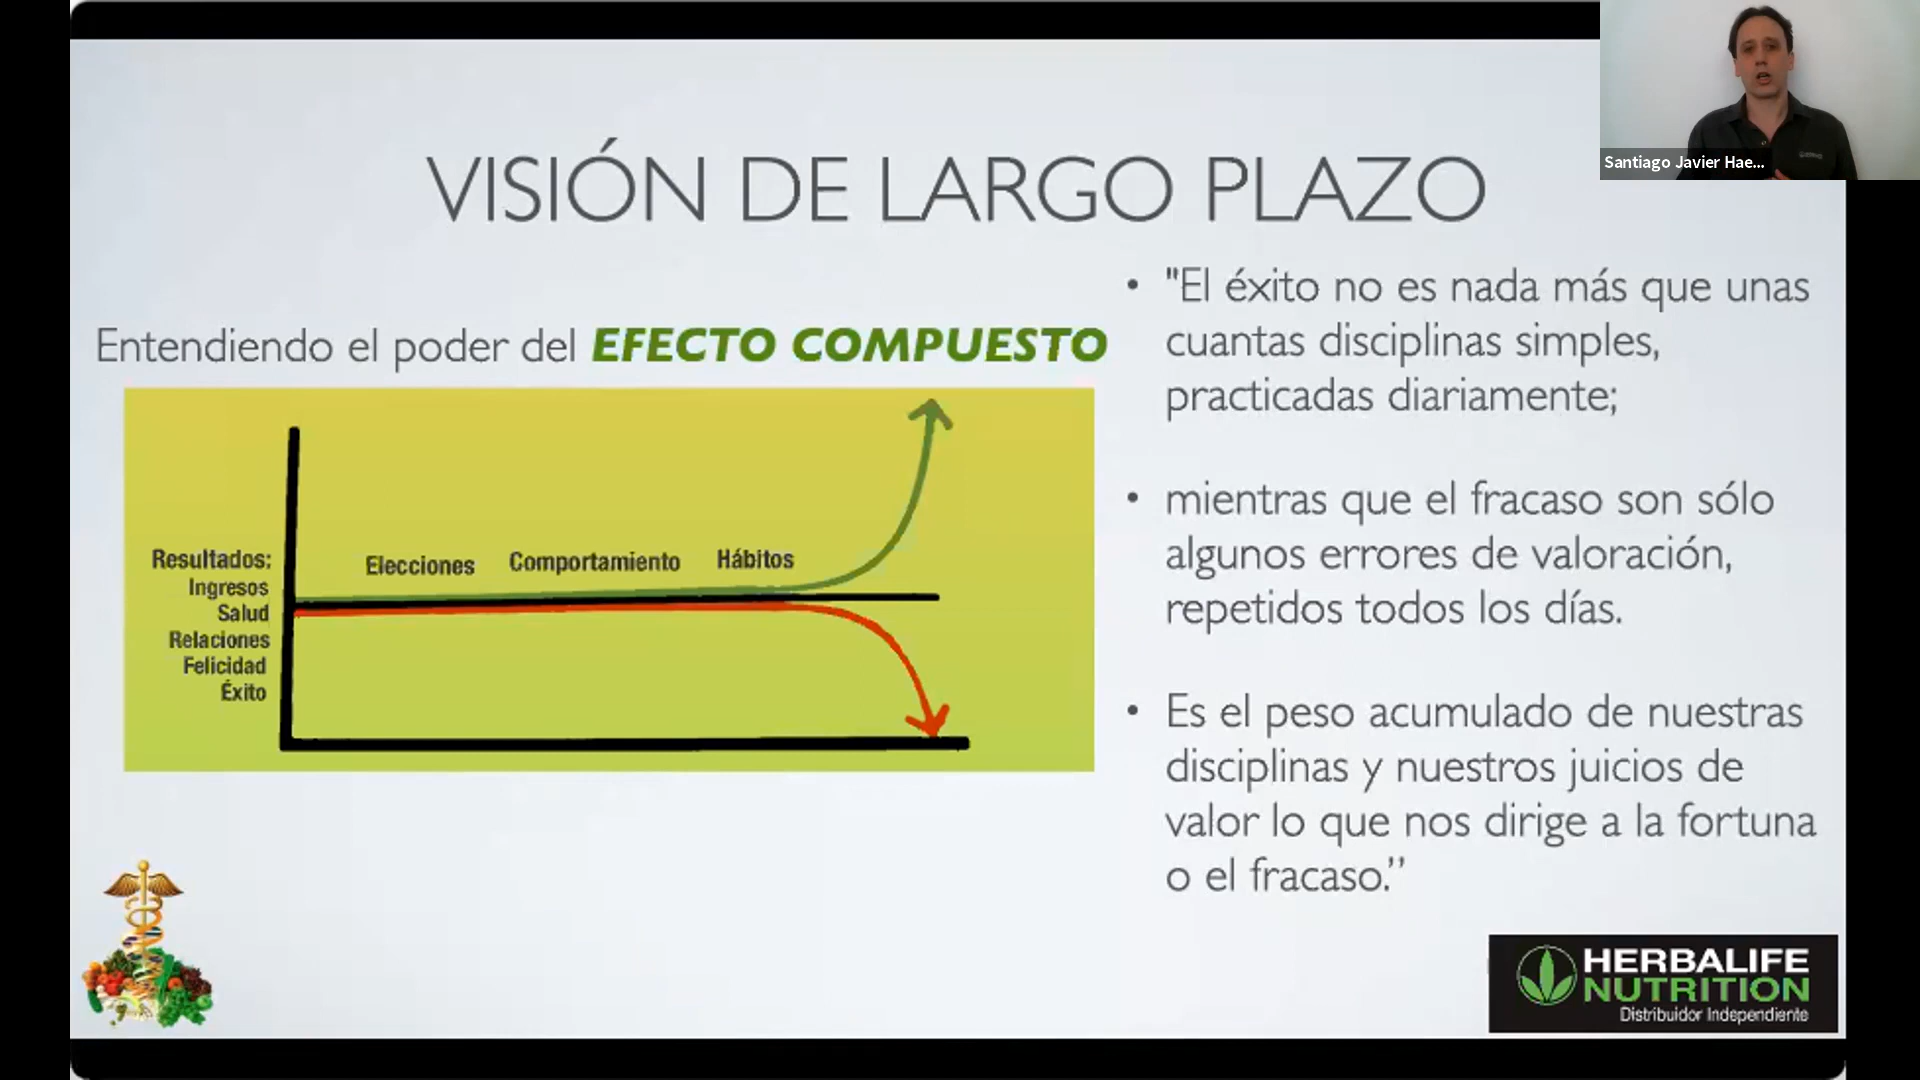 Santiago Javier Hae...
VISIÓN DE LARGO PLAZO
Entendiendo el poder del EFECTO COMPUESTO
Resultados:
Ingresos
Salud
Relaciones
Felicidad
Éxito
Elecciones
Comportamiento
Hábitos
• "El éxito no es nada más que unas
cuantas disciplinas simples,
practicadas diariamente;
• mientras que el fracaso son sólo
algunos errores de valoración,
repetidos todos los días.
• Es el peso acumulado de nuestras
disciplinas y nuestros juicios de
valor lo que nos dirige a la fortuna
o el fracaso.”
HERBALIFE
NUTRITION
Distribuidor Independiente